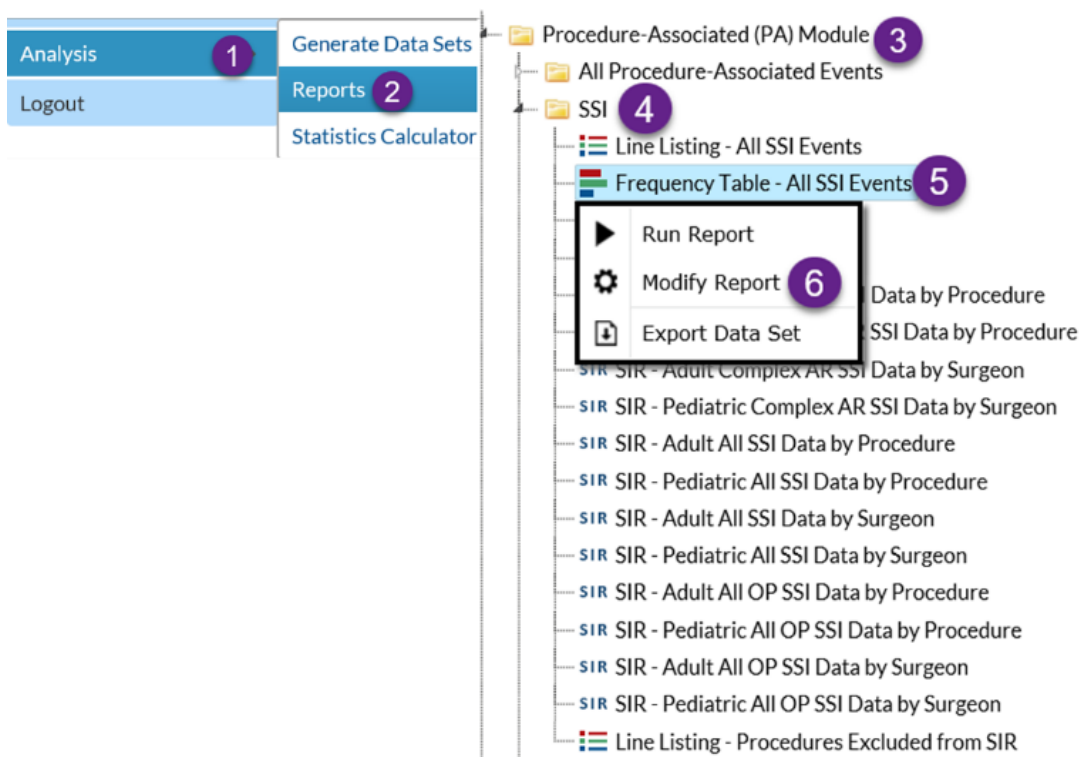 Analysis 1
Logout
Generate Data Sets
Reports 2
Statistics Calculator
Procedure-Associated (PA) Module 3
All Procedure-Associated Events
SSI 4
Line Listing - All SSI Events
Frequency Table - All SSI Events 5
Run Report
Modify Report 6
Export Data Set
Data by Procedure
SSI Data by Procedure
SIR SIR - Adult Complex AR SSI Data by Surgeon
SIR SIR - Pediatric Complex AR SSI Data by Surgeon
SIR SIR - Adult All SSI Data by Procedure
SIR SIR - Pediatric All SSI Data by Procedure
SIR SIR - Adult All SSI Data by Surgeon
SIR SIR - Pediatric All SSI Data by Surgeon
SIR SIR - Adult All OP SSI Data by Procedure
SIR SIR - Pediatric All OP SSI Data by Procedure
SIR SIR - Adult All OP SSI Data by Surgeon
SIR SIR - Pediatric All OP SSI Data by Surgeon
Line Listing - Procedures Excluded from SIR